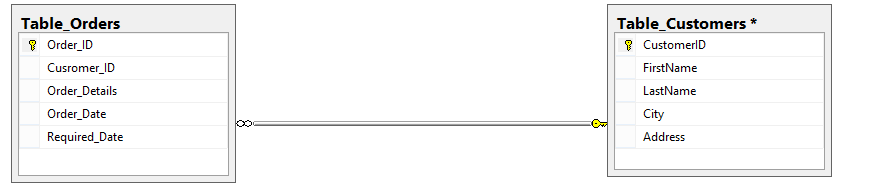 Table_Orders
Order_ID
Cusromer_ID
Order_Details
Order_Date
Required_Date
Table_Customers *
CustomerID
FirstName
LastName
City
Address